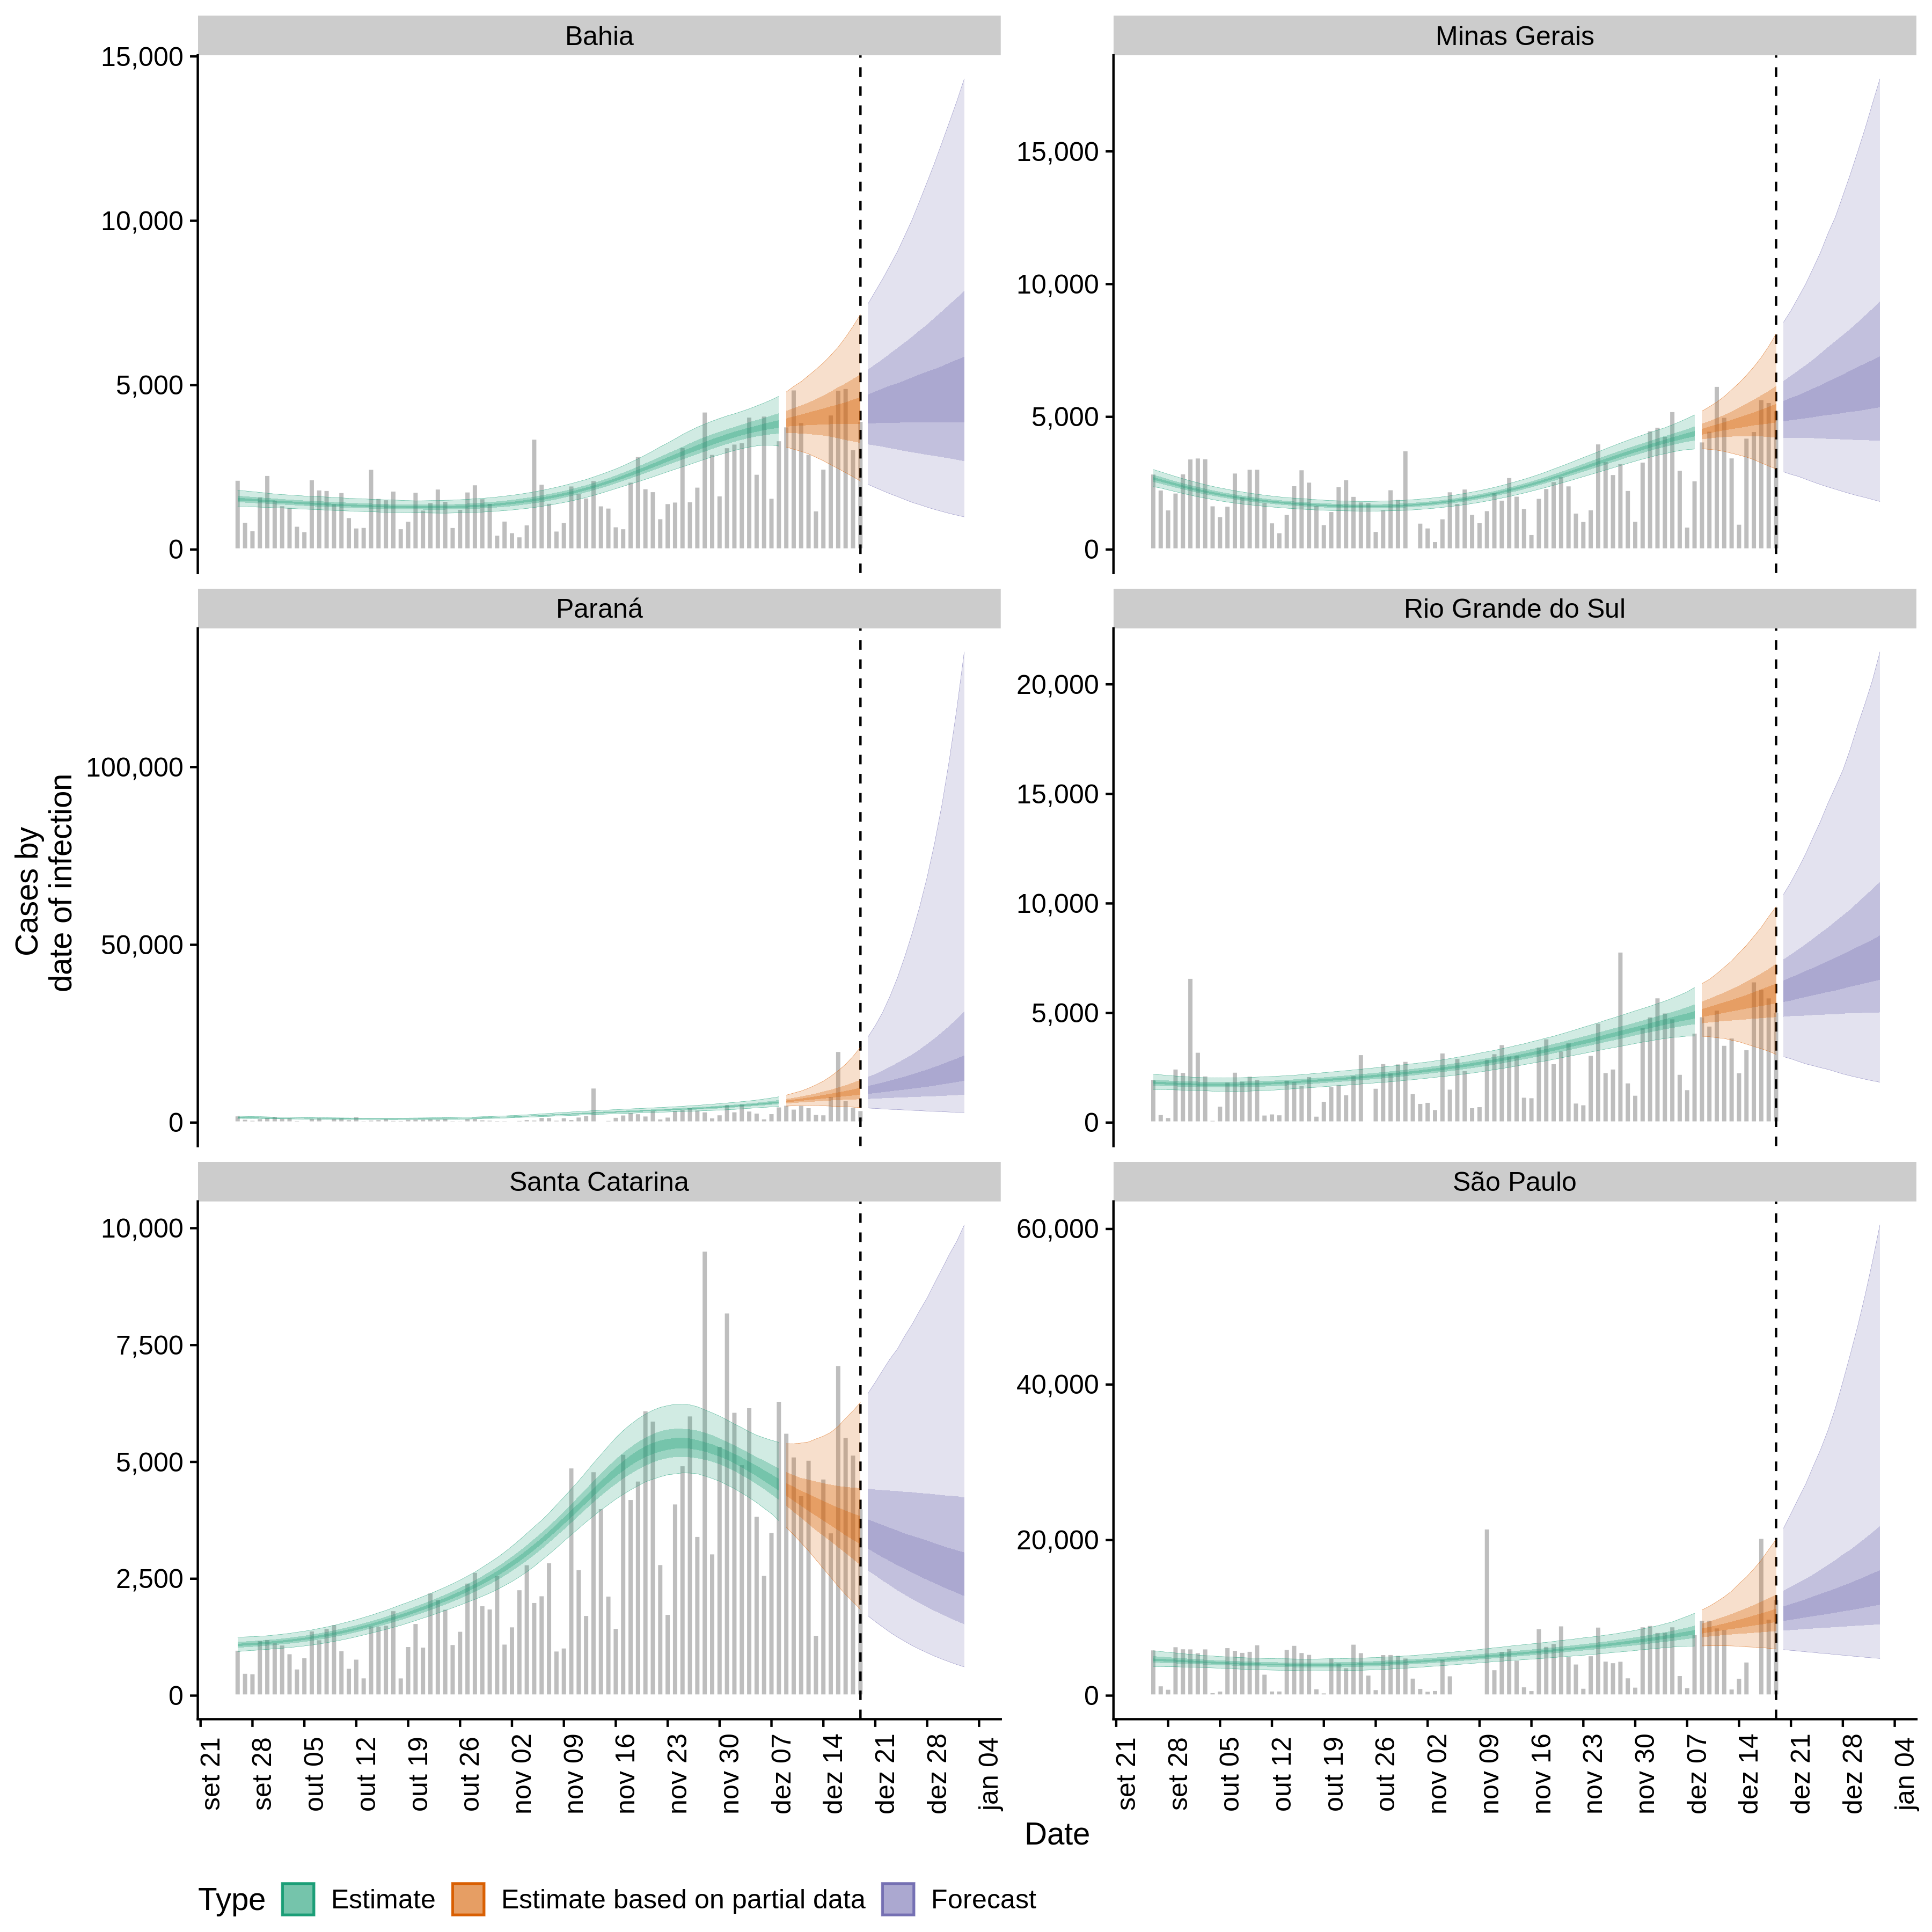 Bahia
Minas Gerais
15,000
10,000
5,000
0
15,000
10,000
5,000
0
Paraná
Rio Grande do Sul
100,000
50,000
0
20,000
15,000
10,000
5,000
0
Cases by
date of infection
Santa Catarina
São Paulo
10,000
7,500
5,000
2,500
0
60,000
40,000
20,000
0
set 21
set 28
out 05
out 12
out 19
out 26
nov 02
nov 09
nov 16
nov 23
nov 30
dez 07
dez 14
dez 21
dez 28
jan 04
set 21
set 28
out 05
out 12
out 19
out 26
nov 02
nov 09
nov 16
nov 23
nov 30
dez 07
dez 14
dez 21
dez 28
jan 04
Date
Type Estimate Estimate based on partial data Forecast